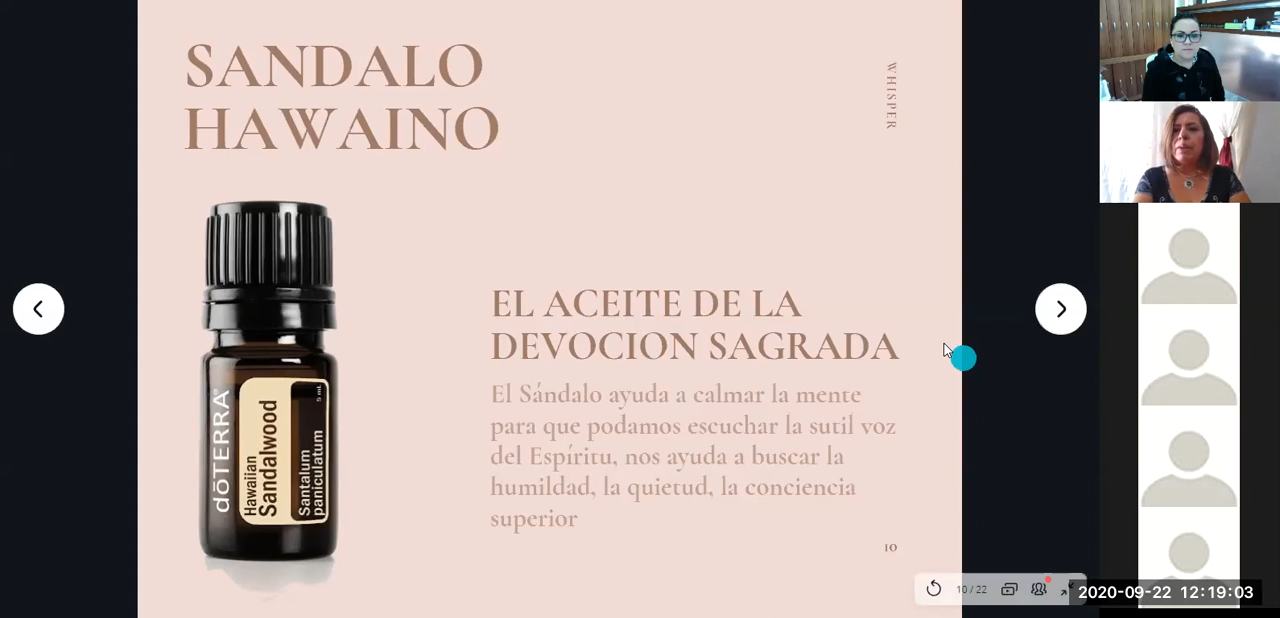 SANDALO
HAWAINO
WHISPER
dōTERRA®
Hawaiian
Sandalwood
Santalum
paniculatum
5 mL
EL ACEITE DE LA
DEVOCION SAGRADA
El Sándalo ayuda a calmar la mente
para que podamos escuchar la sutil voz
del Espíritu, nos ayuda a buscar la
humildad, la quietud, la conciencia
superior
10
10 / 22
2020-09-22 12:19:03